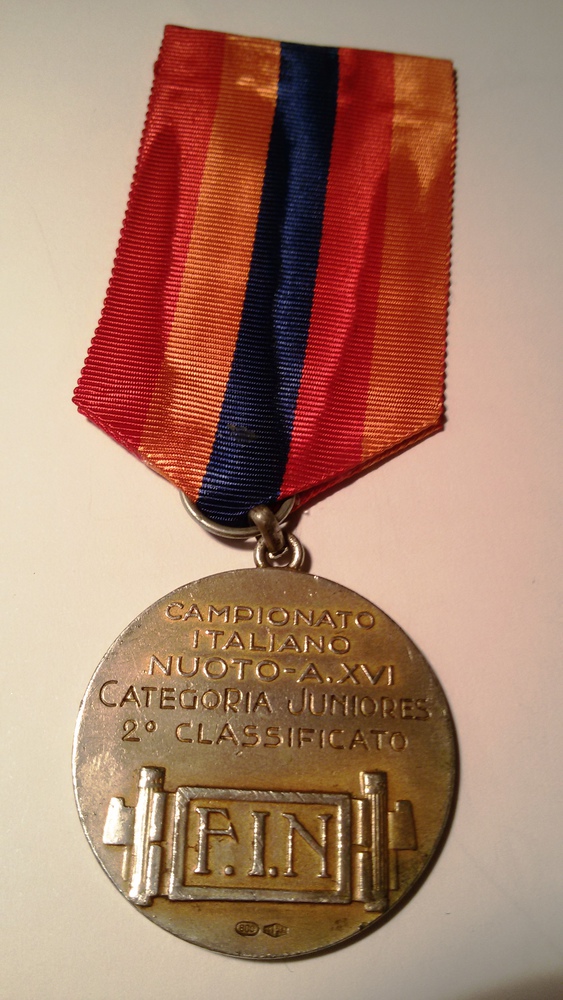 CAMPIONATO
ITALIANO
NUOTO-A.XVI
CATEGORIA JUNIORES
2° CLASSIFICATO
F.I.N